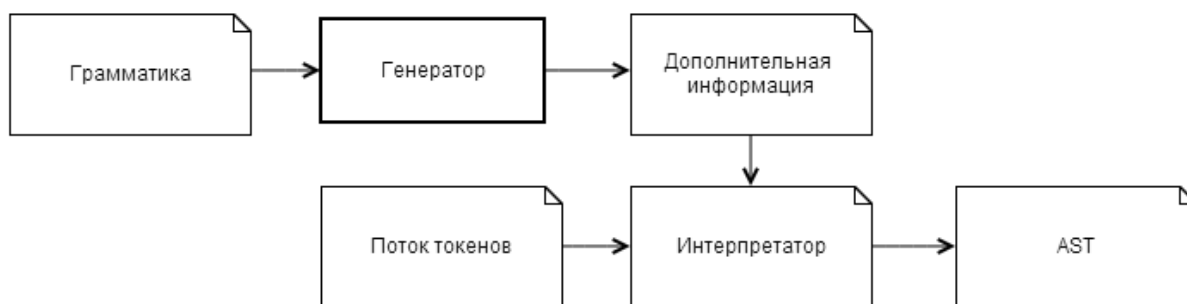 Грамматика
Генератор
Дополнительная
информация
Поток токенов
Интерпретатор
AST